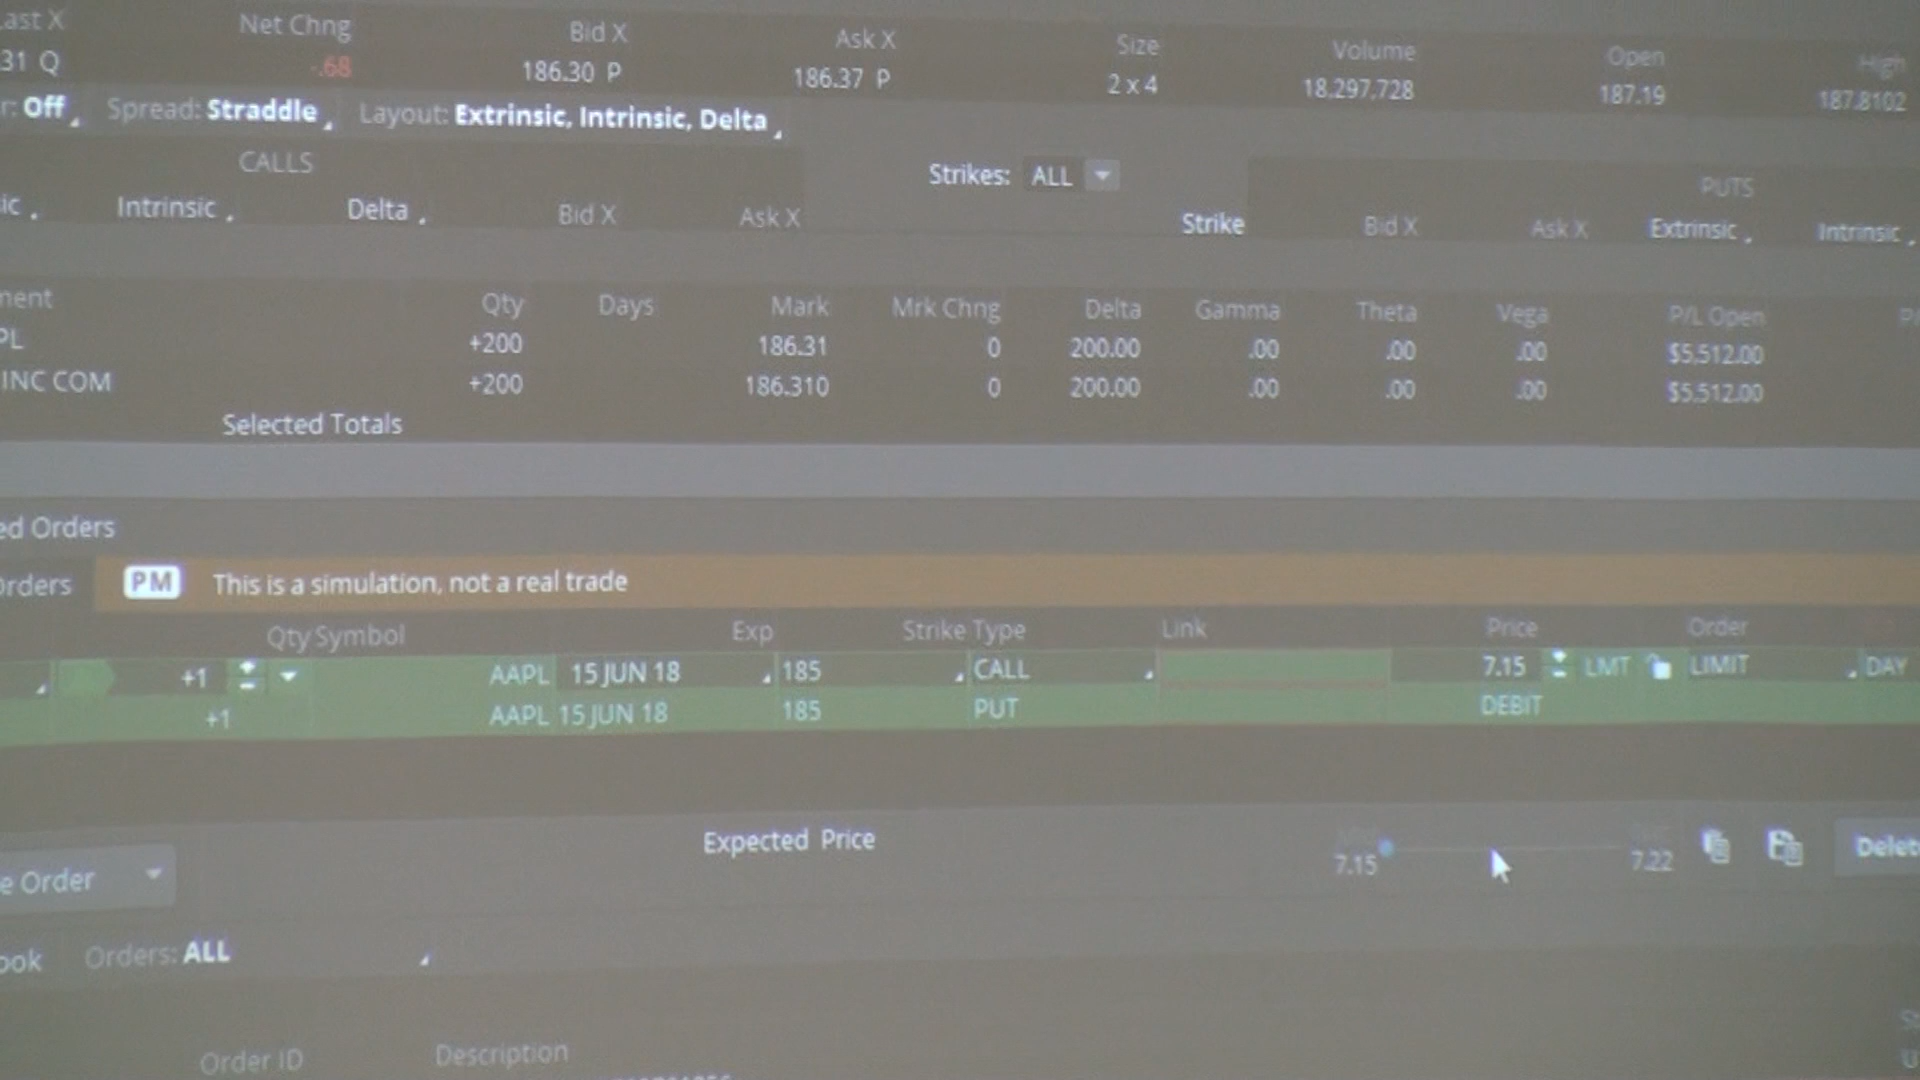 ast X Net Chng Bid X Ask X Size Volume Open High
31 Q -.68 186.30 P 186.37 P 2 x 4 18,297,728 187.19 187.8102
r: Off Spread: Straddle Layout: Extrinsic, Intrinsic, Delta
CALLS Strikes: ALL PUTS
ic Intrinsic Delta Bid X Ask X Strike Bid X Ask X Extrinsic Intrinsic
ment Qty Days Mark Mrk Chng Delta Gamma Theta Vega P/L Open
PL +200 186.31 0 200.00 .00 .00 .00 $5,512.00
INC COM +200 186.310 0 200.00 .00 .00 .00 $5,512.00
Selected Totals
ed Orders
Orders PM This is a simulation, not a real trade
Qty Symbol Exp Strike Type Link Price Order
+1 AAPL 15 JUN 18 185 CALL 7.15 LMT LIMIT DAY
+1 AAPL 15 JUN 18 185 PUT DEBIT
Expected Price 7.15 7.22 Delete
e Order
ook Orders: ALL
Order ID Description